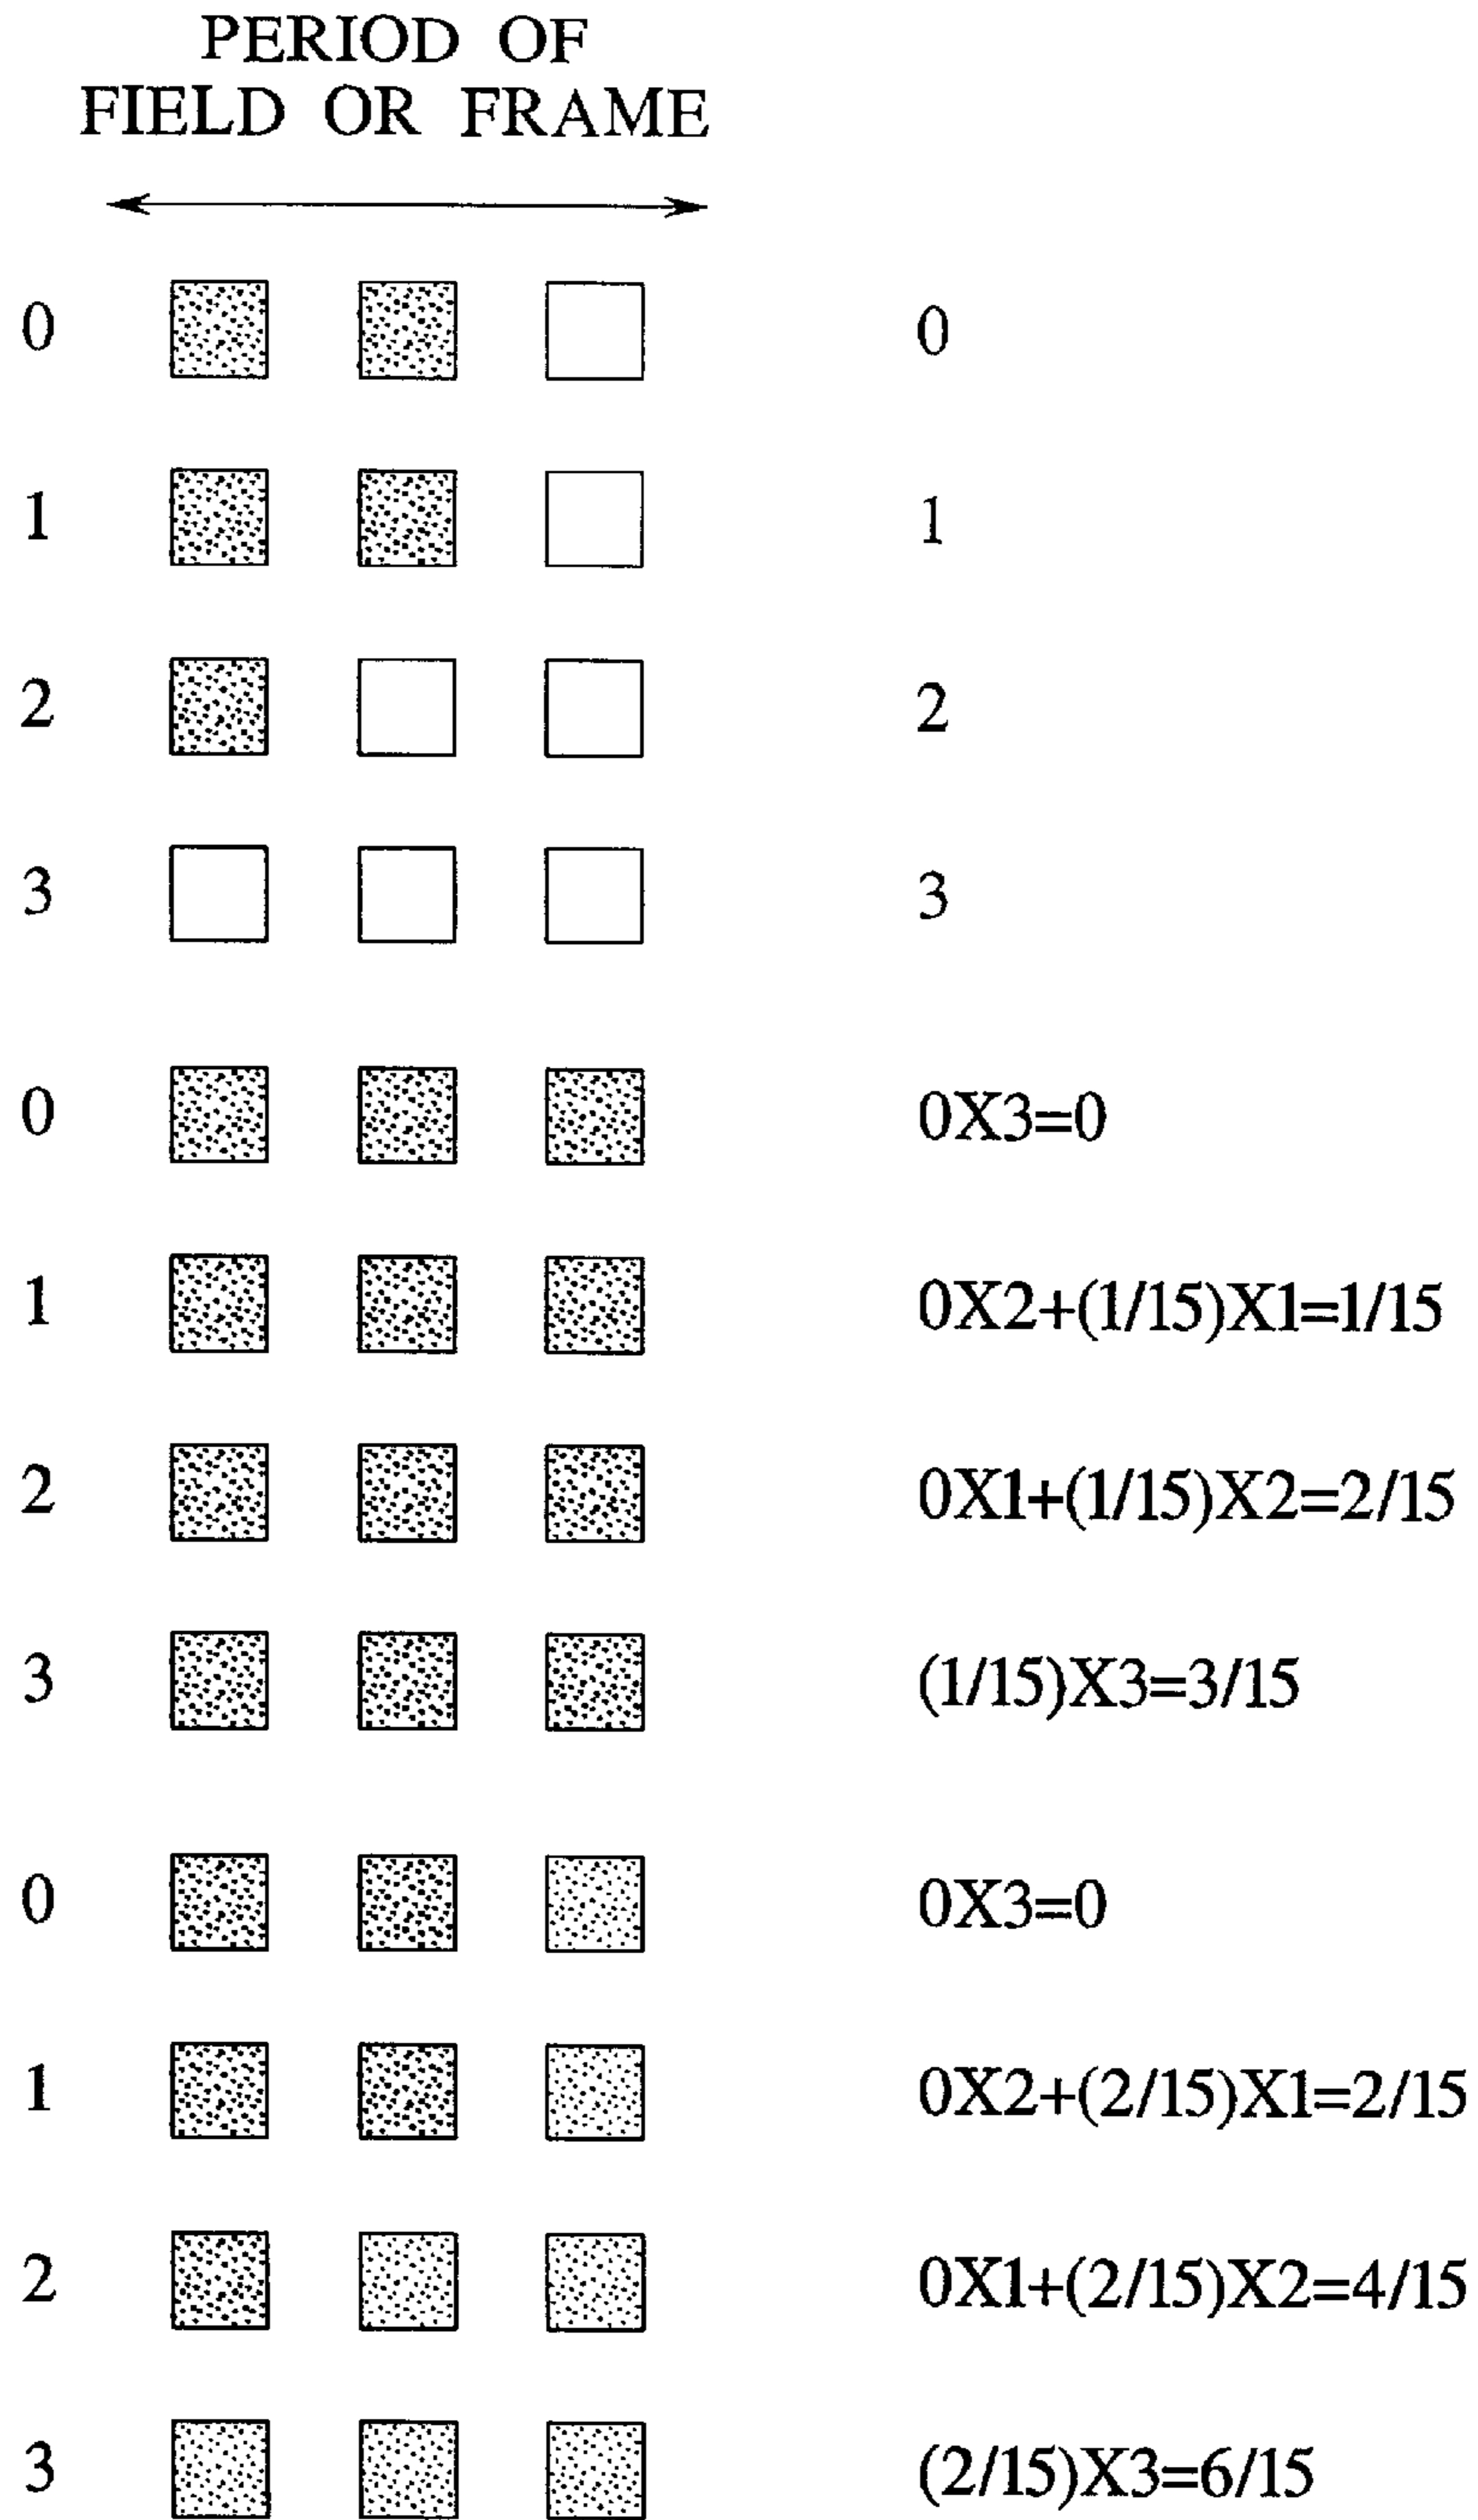 PERIOD OF
FIELD OR FRAME
0 0
1 1
2 2
3 3
0 0X3=0
1 0X2+(1/15)X1=1/15
2 0X1+(1/15)X2=2/15
3 (1/15)X3=3/15
0 0X3=0
1 0X2+(2/15)X1=2/15
2 0X1+(2/15)X2=4/15
3 (2/15)X3=6/15